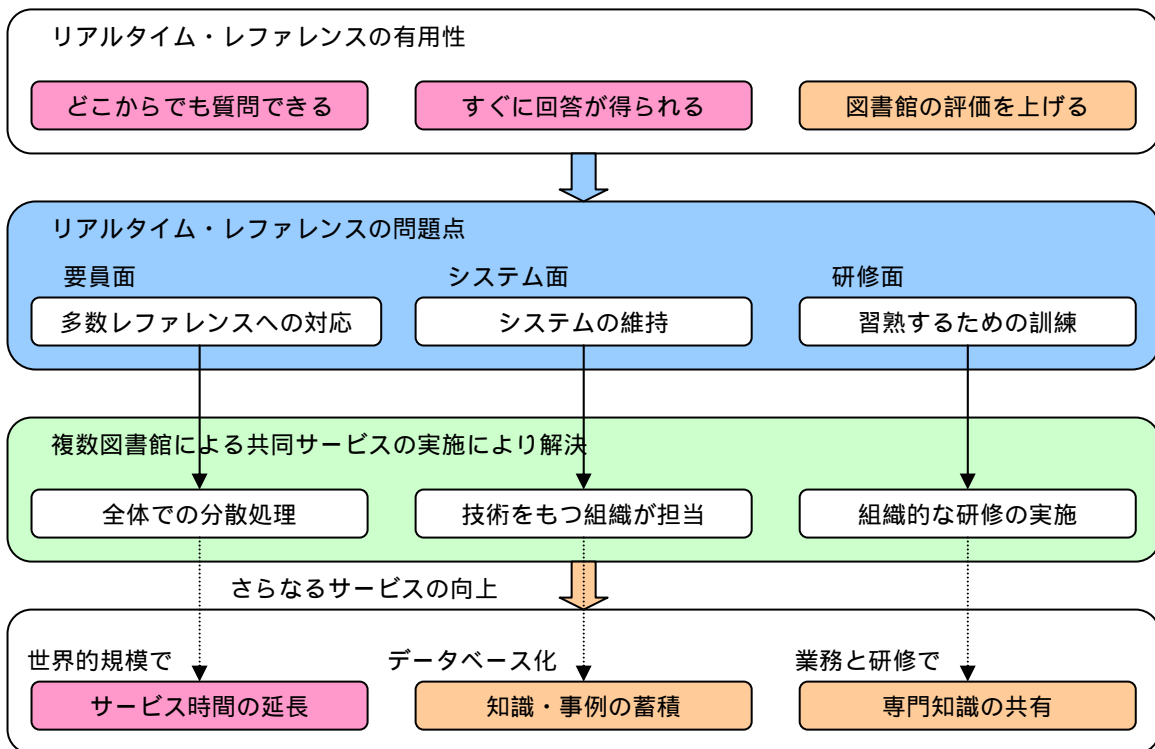 リアルタイム・レファレンスの有用性
どこからでも質問できる
すぐに回答が得られる
図書館の評価を上げる
リアルタイム・レファレンスの問題点
要員面
システム面
研修面
多数レファレンスへの対応
システムの維持
習熟するための訓練
複数図書館による共同サービスの実施により解決
全体での分散処理
技術をもつ組織が担当
組織的な研修の実施
さらなるサービスの向上
世界的規模で
データベース化
業務と研修で
サービス時間の延長
知識・事例の蓄積
専門知識の共有